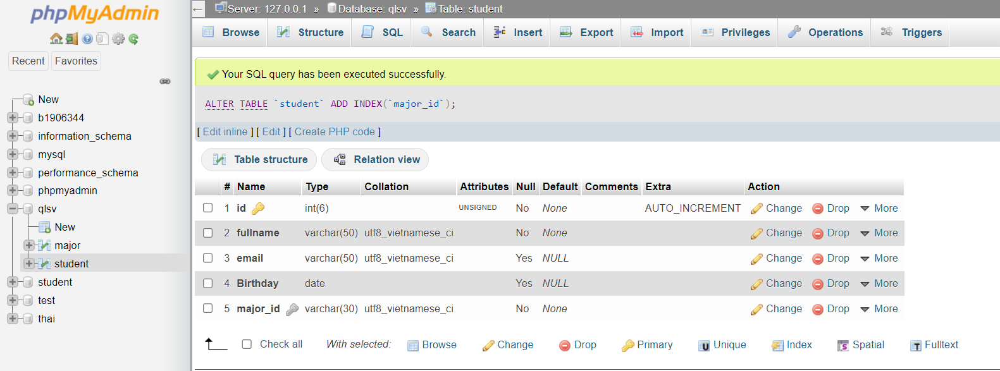 phpMyAdmin
Recent Favorites
New
b1906344
information_schema
mysql
performance_schema
phpmyadmin
qlsv
New
major
student
student
test
thai
Server: 127.0.0.1 » Database: qlsv » Table: student
Browse Structure SQL Search Insert Export Import Privileges Operations Triggers
Your SQL query has been executed successfully.
ALTER TABLE `student` ADD INDEX(`major_id`);
[ Edit inline ] [ Edit ] [ Create PHP code ]
Table structure Relation view
# Name Type Collation Attributes Null Default Comments Extra Action
1 id int(6) UNSIGNED No None AUTO_INCREMENT Change Drop More
2 fullname varchar(50) utf8_vietnamese_ci No None Change Drop More
3 email varchar(50) utf8_vietnamese_ci Yes NULL Change Drop More
4 Birthday date Yes NULL Change Drop More
5 major_id varchar(30) utf8_vietnamese_ci No None Change Drop More
Check all With selected: Browse Change Drop Primary Unique Index Spatial Fulltext